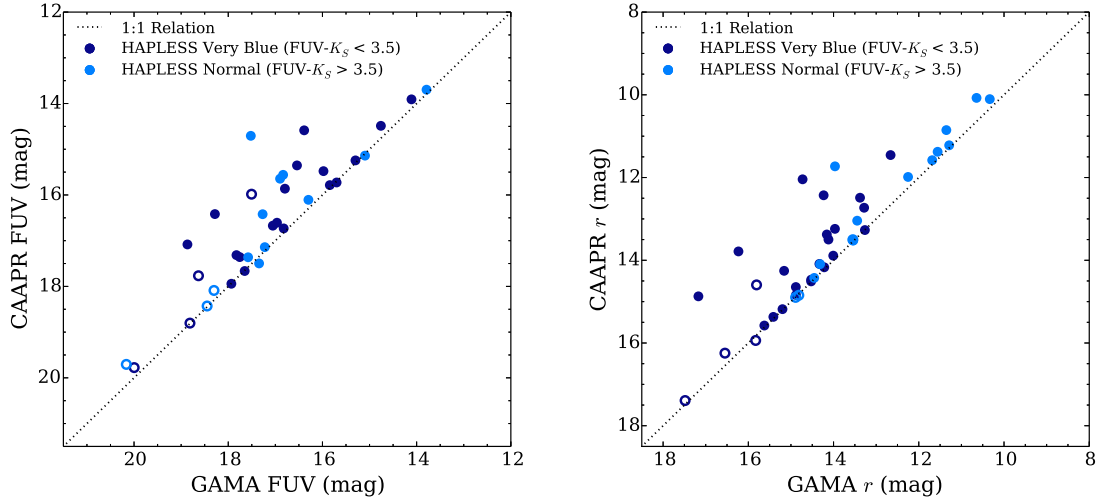 1:1 Relation
HAPLESS Very Blue (FUV-K_S < 3.5)
HAPLESS Normal (FUV-K_S > 3.5)
12
14
16
18
20
CAAPR FUV (mag)
20 18 16 14 12
GAMA FUV (mag)
1:1 Relation
HAPLESS Very Blue (FUV-K_S < 3.5)
HAPLESS Normal (FUV-K_S > 3.5)
8
10
12
14
16
18
CAAPR r (mag)
18 16 14 12 10 8
GAMA r (mag)